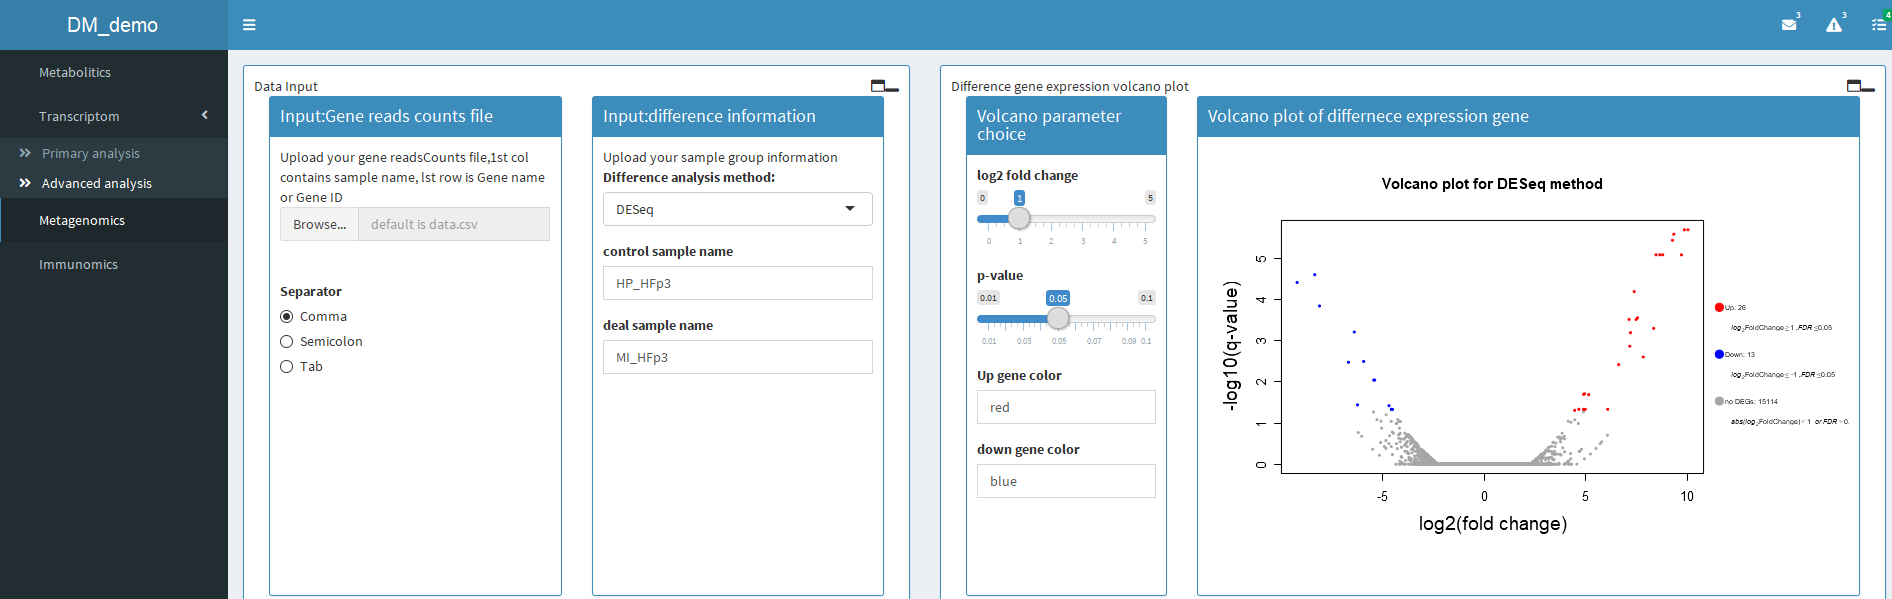 DM_demo
3
3
4
Metabolitics
Transcriptom
Primary analysis
Advanced analysis
Metagenomics
Immunomics
Data Input
Input:Gene reads counts file
Upload your gene readsCounts file,1st col
contains sample name, lst row is Gene name
or Gene ID
Browse... default is data.csv
Separator
Comma
Semicolon
Tab
Input:difference information
Upload your sample group information
Difference analysis method:
DESeq
control sample name
HP_HFp3
deal sample name
MI_HFp3
Difference gene expression volcano plot
Volcano parameter
choice
log2 fold change
0 1 5
0 1 2 3 4 5
p-value
0.01 0.05 0.1
0.01 0.03 0.05 0.07 0.09 0.1
Up gene color
red
down gene color
blue
Volcano plot of differnece expression gene
Volcano plot for DESeq method
-log10(q-value)
5
4
3
2
1
0
-5 0 5 10
log2(fold change)
Up: 26
log2FoldChange ≥ 1 ,FDR ≤0.05
Down: 13
log2FoldChange ≤ -1 ,FDR ≤0.05
no DEGs: 15114
abs(log2FoldChange) < 1 or FDR > 0.